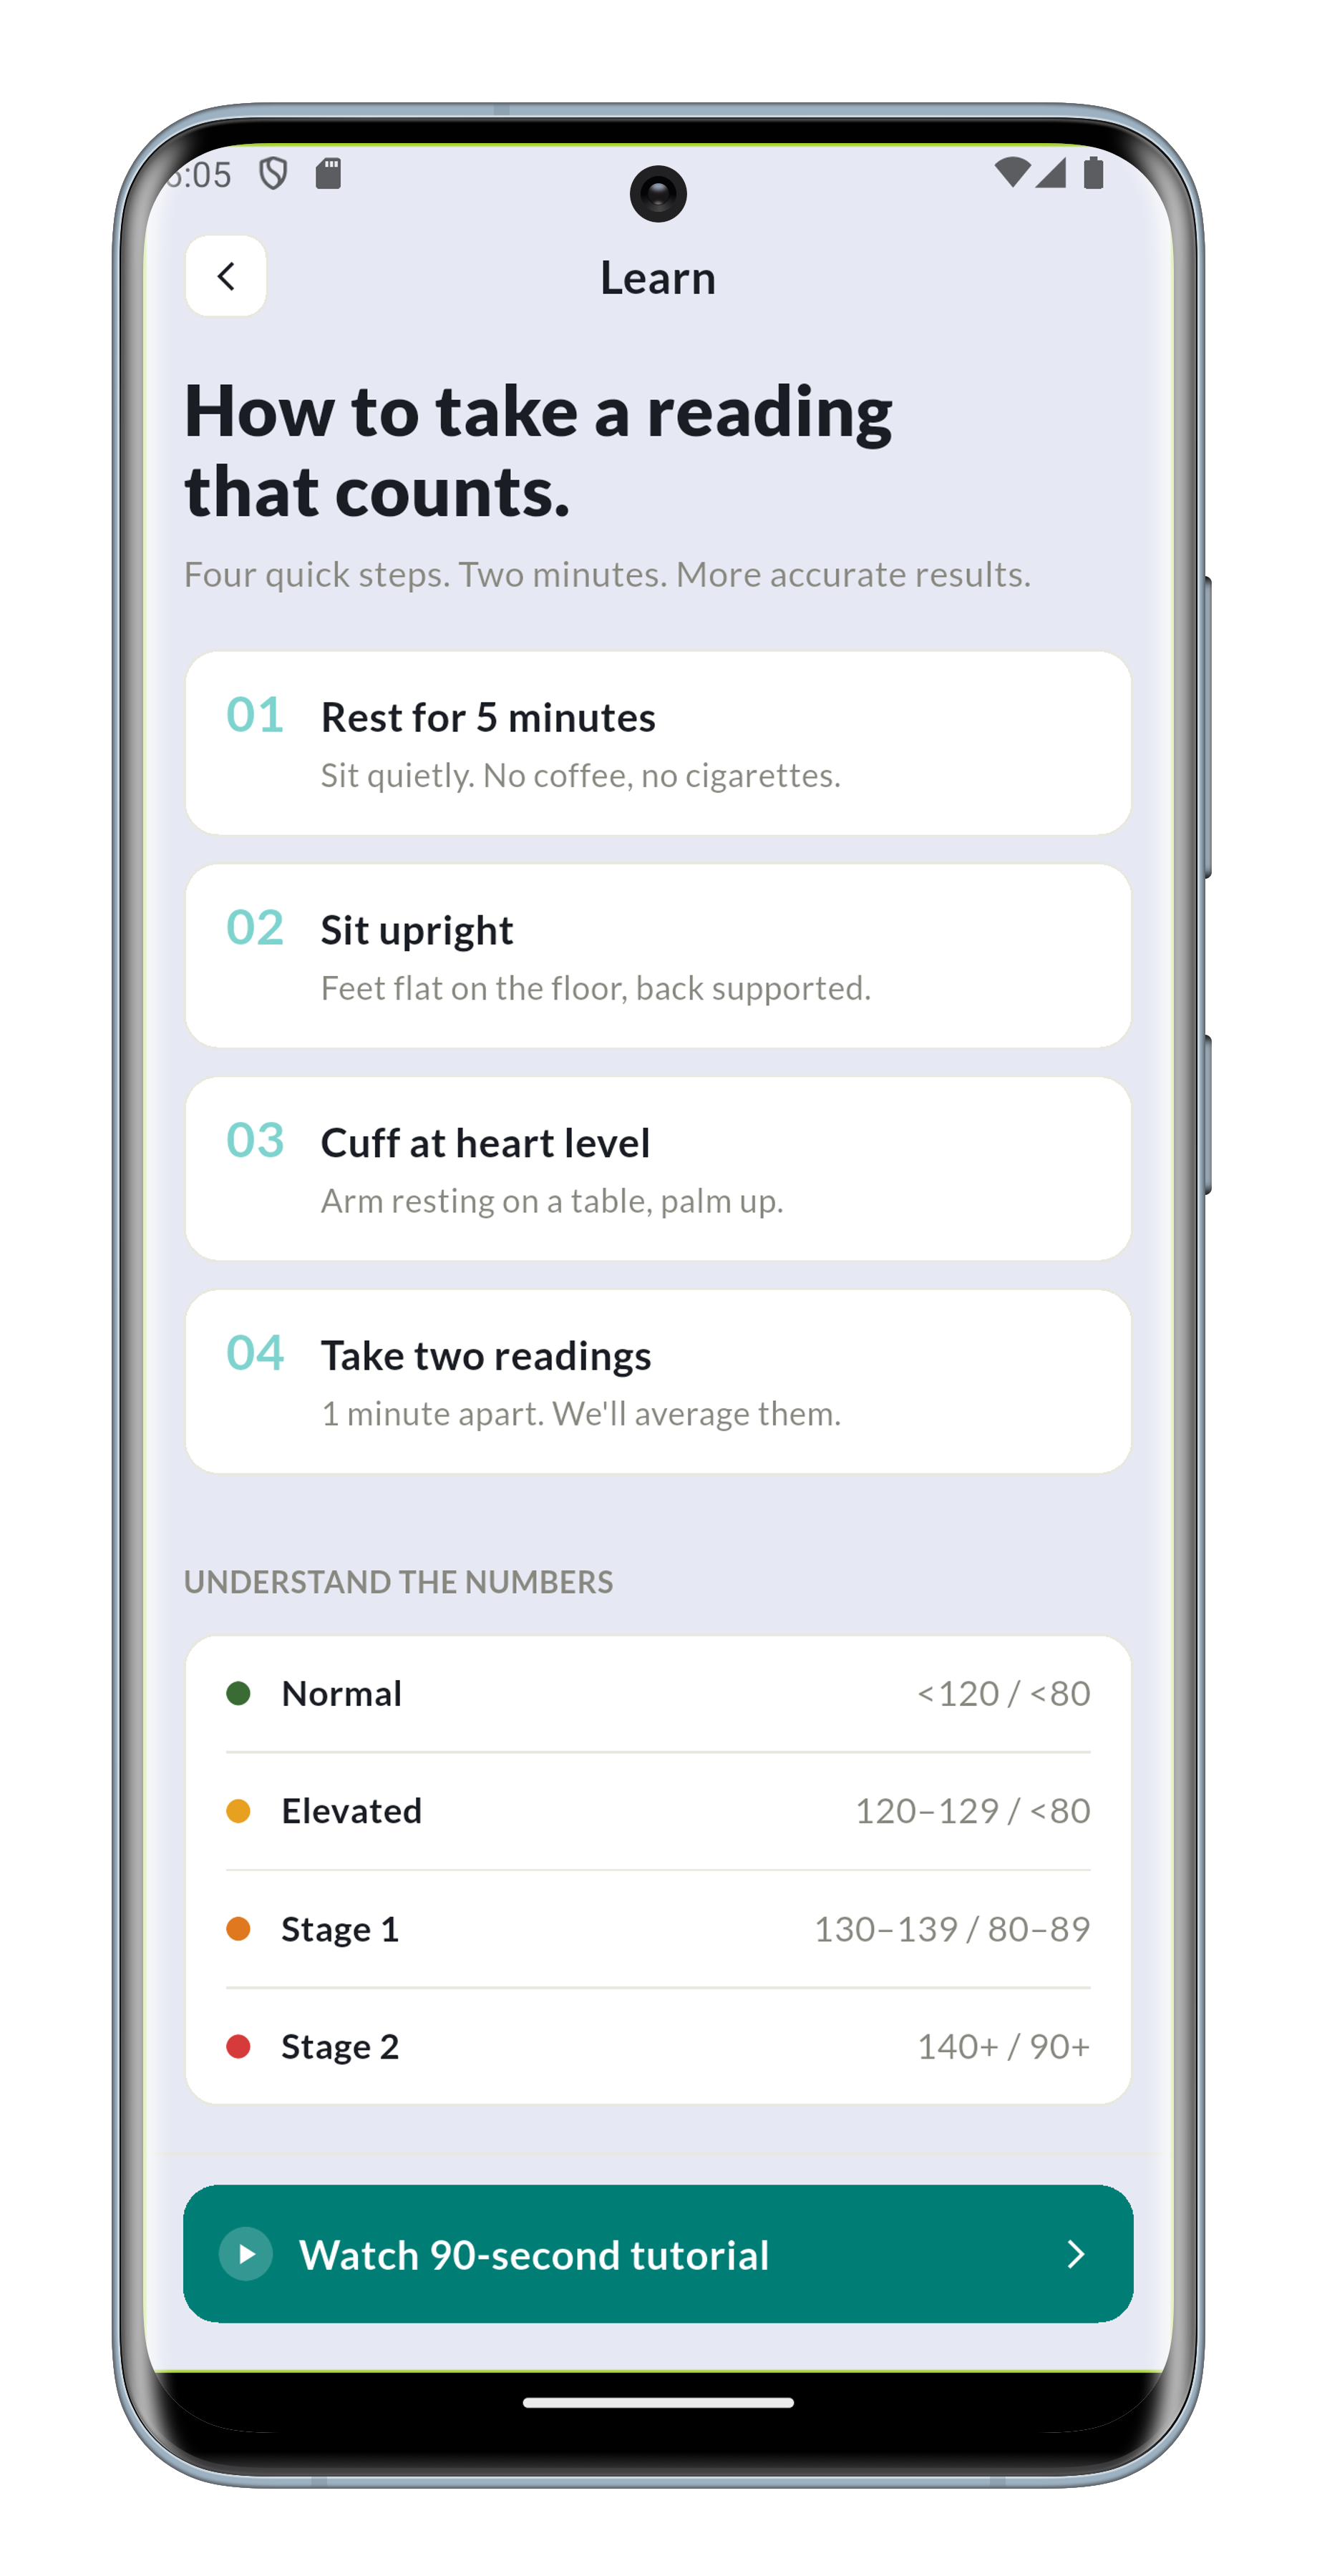 :05
Learn
How to take a reading
that counts.
Four quick steps. Two minutes. More accurate results.
01 Rest for 5 minutes
Sit quietly. No coffee, no cigarettes.
02 Sit upright
Feet flat on the floor, back supported.
03 Cuff at heart level
Arm resting on a table, palm up.
04 Take two readings
1 minute apart. We'll average them.
UNDERSTAND THE NUMBERS
Normal <120 / <80
Elevated 120–129 / <80
Stage 1 130–139 / 80–89
Stage 2 140+ / 90+
Watch 90-second tutorial